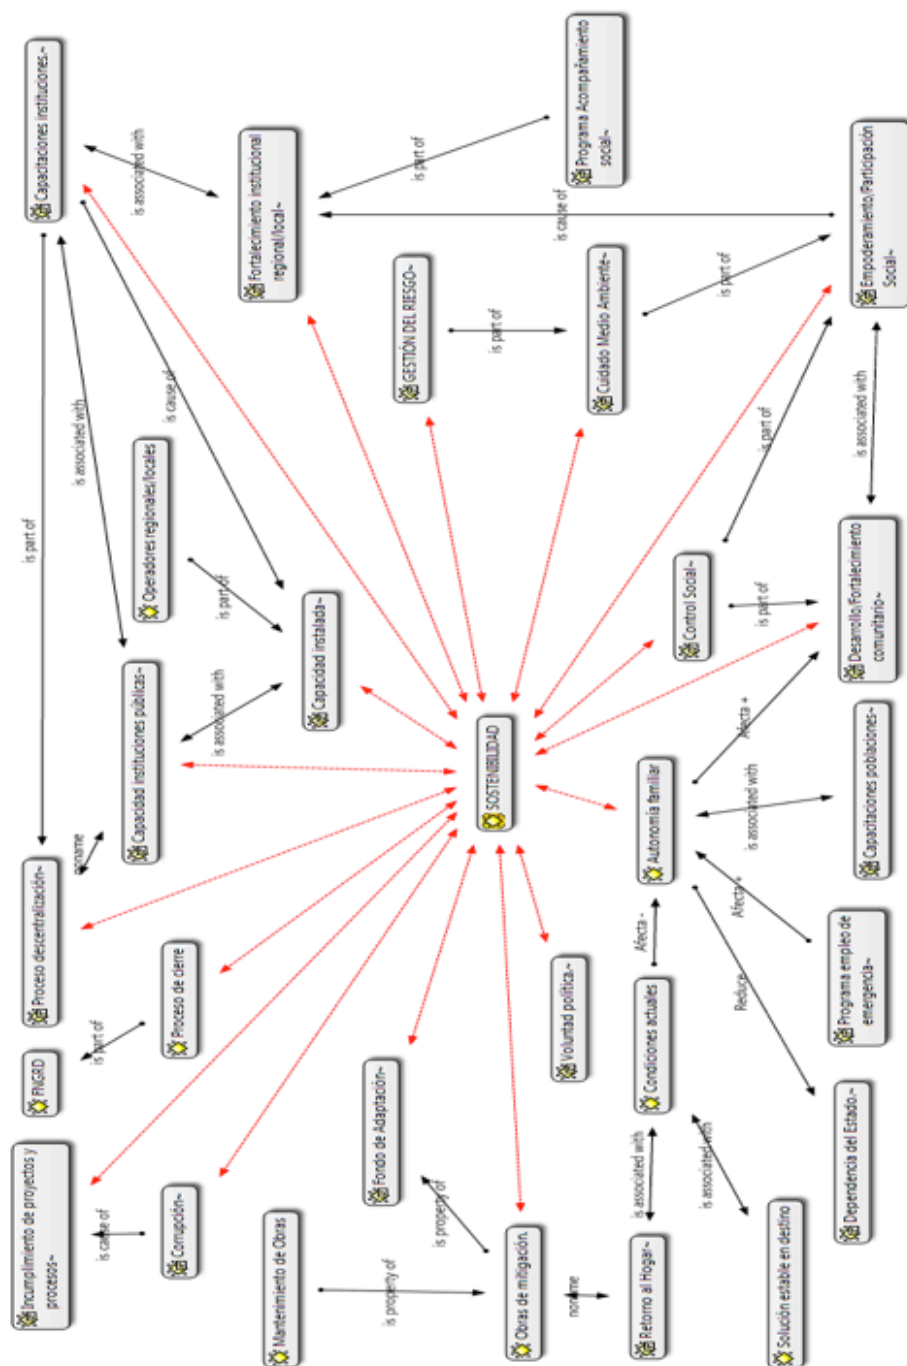 Capacitaciones instituciones.~
is associated with
Fortalecimiento institucional
regional/local~
is part of
Programa Acompañamiento
social~
is cause of
Empoderamiento/Participación
Social~
GESTIÓN DEL RIESGO~
is part of
Cuidado Medio Ambiente~
is part of
is part of
is associated with
is cause of
Operadores regionales/locales
is part of
Capacidad instalada~
Control Social~
is part of
is part of
is associated with
Desarrollo/Fortalecimiento
comunitario~
Capacidad instituciones públicas~
is associated with
SOSTENIBILIDAD
Autonomía familiar
Afecta +
is associated with
Capacitaciones poblaciones~
Proceso descentralización~
noname
Proceso de cierre
is part of
FNGRD
Voluntad política.~
Condiciones actuales
Afecta -
Afecta +
Reduce
Programa empleo de
emergencia~
Dependencia del Estado.~
Incumplimiento de proyectos y
procesos~
is cause of
Corrupción~
Fondo de Adaptación~
is property of
Mantenimiento de Obras
is property of
Obras de mitigación.
noname
Retorno al Hogar~
is associated with
is associated with
Solución estable en destino